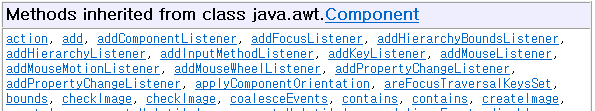 Methods inherited from class java.awt.Component
action, add, addComponentListener, addFocusListener, addHierarchyBoundsListener,
addHierarchyListener, addInputMethodListener, addKeyListener, addMouseListener,
addMouseMotionListener, addMouseWheelListener, addPropertyChangeListener,
addPropertyChangeListener, applyComponentOrientation, areFocusTraversalKeysSet,
bounds, checkImage, checkImage, coalesceEvents, contains, contains, createImage,